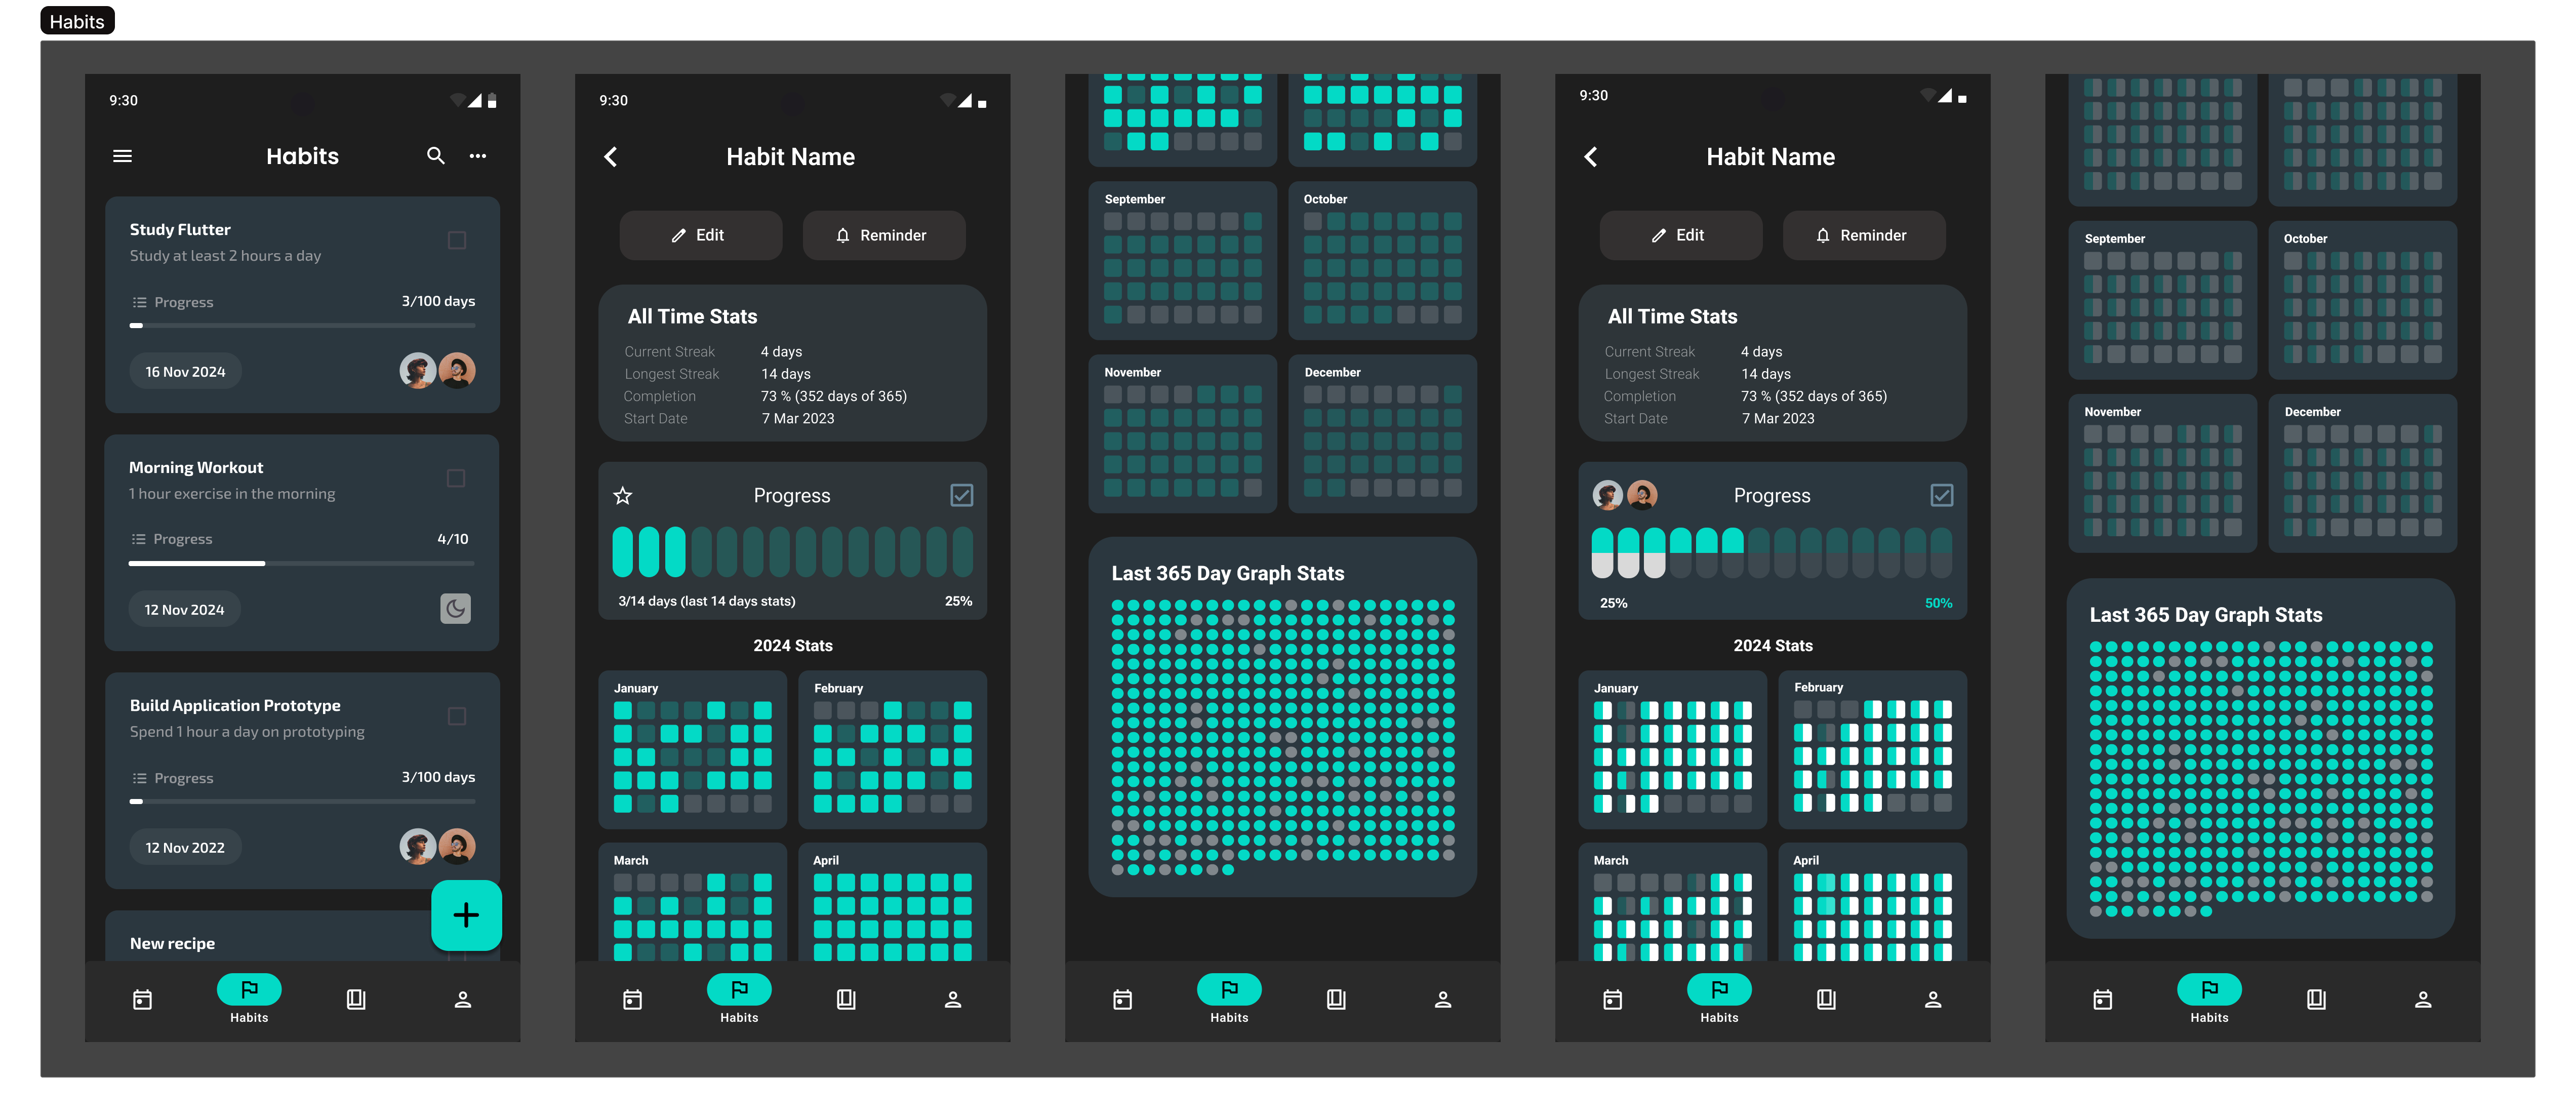 Habits
9:30
Habits
Study Flutter
Study at least 2 hours a day
Progress
3/100 days
16 Nov 2024
Morning Workout
1 hour exercise in the morning
Progress
4/10
12 Nov 2024
Build Application Prototype
Spend 1 hour a day on prototyping
Progress
3/100 days
12 Nov 2022
New recipe
Habits
9:30
Habit Name
Edit
Reminder
All Time Stats
Current Streak 4 days
Longest Streak 14 days
Completion 73 % (352 days of 365)
Start Date 7 Mar 2023
Progress
3/14 days (last 14 days stats) 25%
2024 Stats
January
February
March
April
Habits
September
October
November
December
Last 365 Day Graph Stats
Habits
9:30
Habit Name
Edit
Reminder
All Time Stats
Current Streak 4 days
Longest Streak 14 days
Completion 73 % (352 days of 365)
Start Date 7 Mar 2023
Progress
25% 50%
2024 Stats
January
February
March
April
Habits
September
October
November
December
Last 365 Day Graph Stats
Habits